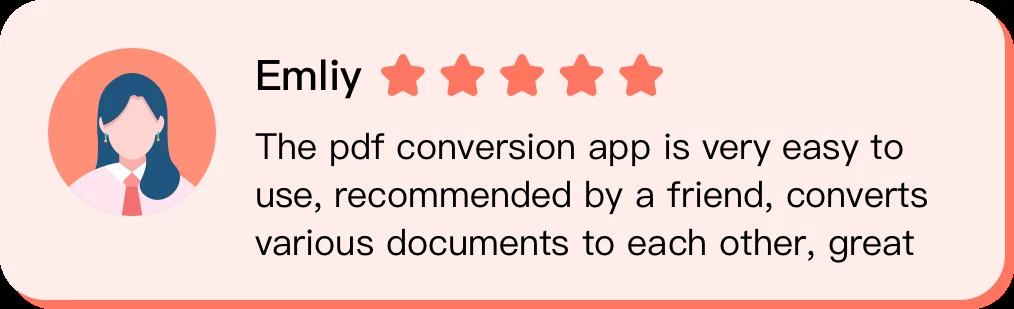 Emliy
The pdf conversion app is very easy to
use, recommended by a friend, converts
various documents to each other, great